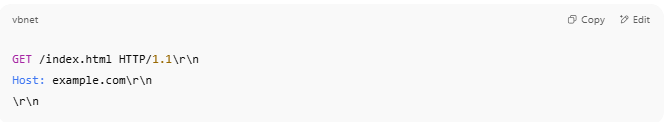 vbnet Copy Edit
GET /index.html HTTP/1.1\r\n
Host: example.com\r\n
\r\n